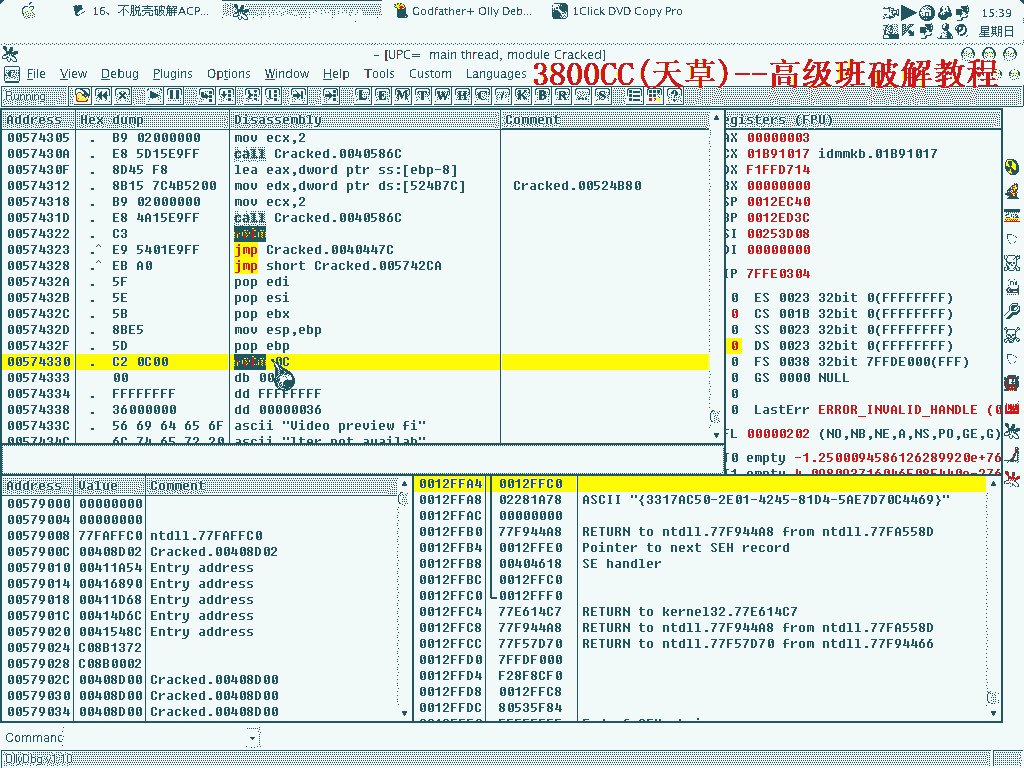 16、不脱壳破解ACP...
Godfather+ Olly Deb...
1Click DVD Copy Pro
15:39
星期日
- [UPC= main thread, module Cracked]
File View Debug Plugins Options Window Help Tools Custom Languages
3800CC(天草)--高级班破解教程
Running
L E M T W H C / K B R ... S
Address Hex dump Disassembly Comment
00574305 . B9 02000000 mov ecx,2
0057430A . E8 5D15E9FF call Cracked.0040586C
0057430F . 8D45 F8 lea eax,dword ptr ss:[ebp-8]
00574312 . 8B15 7C4B5200 mov edx,dword ptr ds:[524B7C] Cracked.00524B80
00574318 . B9 02000000 mov ecx,2
0057431D . E8 4A15E9FF call Cracked.0040586C
00574322 . C3 retn
00574323 .^ E9 5401E9FF jmp Cracked.0040447C
00574328 .^ EB A0 jmp short Cracked.005742CA
0057432A . 5F pop edi
0057432B . 5E pop esi
0057432C . 5B pop ebx
0057432D . 8BE5 mov esp,ebp
0057432F . 5D pop ebp
00574330 . C2 0C00 retn 0C
00574333 00 db 00
00574334 . FFFFFFFF dd FFFFFFFF
00574338 . 36000000 dd 00000036
0057433C . 56 69 64 65 6F ascii "Video preview fi"
0057434C . 6C 74 65 72 20 ascii "lter not availab"
gisters (FPU)
AX 00000003
CX 01B91017 idmmkb.01B91017
DX F1FFD714
BX 00000000
SP 0012EC40
BP 0012ED3C
SI 00253D08
DI 00000000
IP 7FFE0304
0 ES 0023 32bit 0(FFFFFFFF)
0 CS 001B 32bit 0(FFFFFFFF)
0 SS 0023 32bit 0(FFFFFFFF)
0 DS 0023 32bit 0(FFFFFFFF)
0 FS 0038 32bit 7FFDE000(FFF)
0 GS 0000 NULL
0
0 LastErr ERROR_INVALID_HANDLE (0
FL 00000202 (NO,NB,NE,A,NS,PO,GE,G)
T0 empty -1.2500094586126289920e+76
Address Value Comment
00579000 00000000
00579004 00000000
00579008 77FAFFC0 ntdll.77FAFFC0
0057900C 00408D02 Cracked.00408D02
00579010 00411A54 Entry address
00579014 00416890 Entry address
00579018 00411D68 Entry address
0057901C 00414D6C Entry address
00579020 0041548C Entry address
00579024 C08B1372
00579028 C08B0002
0057902C 00408D00 Cracked.00408D00
00579030 00408D00 Cracked.00408D00
00579034 00408D00 Cracked.00408D00
0012FFA4 0012FFC0
0012FFA8 02281A78 ASCII "{3317AC50-2E01-4245-81D4-5AE7D70C4469}"
0012FFAC 00000000
0012FFB0 77F944A8 RETURN to ntdll.77F944A8 from ntdll.77FA558D
0012FFB4 0012FFE0 Pointer to next SEH record
0012FFB8 00404618 SE handler
0012FFBC 0012FFC0
0012FFC0 0012FFF0
0012FFC4 77E614C7 RETURN to kernel32.77E614C7
0012FFC8 77F944A8 RETURN to ntdll.77F944A8 from ntdll.77FA558D
0012FFCC 77F57D70 RETURN to ntdll.77F57D70 from ntdll.77F94466
0012FFD0 7FFDF000
0012FFD4 F28F8CF0
0012FFD8 0012FFC8
0012FFDC 80535F84
Command